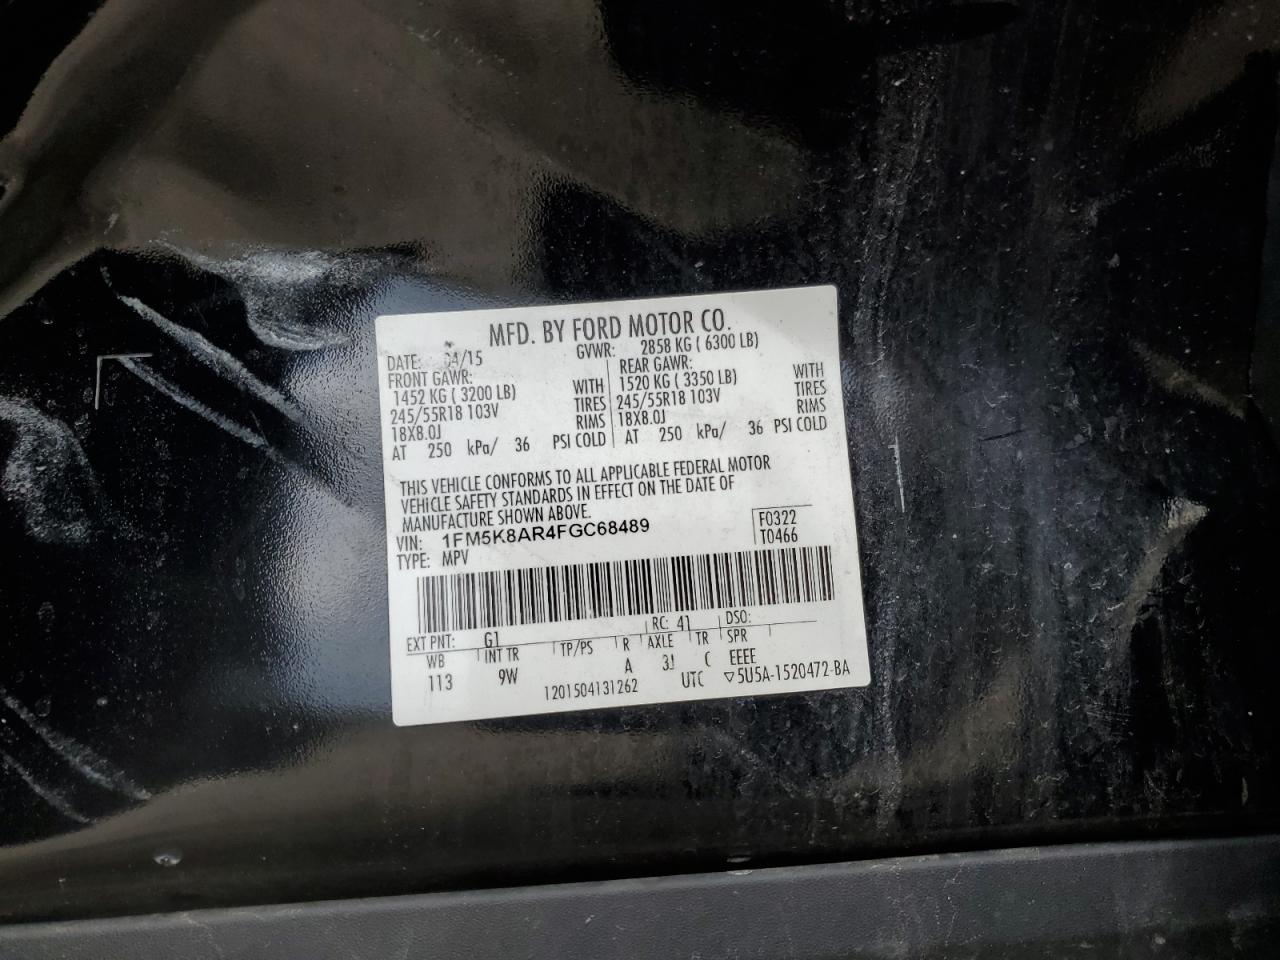 MFD. BY FORD MOTOR CO.
DATE: 04/15 GVWR: 2858 KG ( 6300 LB)
FRONT GAWR: REAR GAWR:
1452 KG ( 3200 LB) WITH 1520 KG ( 3350 LB) WITH
245/55R18 103V TIRES 245/55R18 103V TIRES
18X8.0J RIMS 18X8.0J RIMS
AT 250 kPa/ 36 PSI COLD AT 250 kPa/ 36 PSI COLD
THIS VEHICLE CONFORMS TO ALL APPLICABLE FEDERAL MOTOR
VEHICLE SAFETY STANDARDS IN EFFECT ON THE DATE OF
MANUFACTURE SHOWN ABOVE.
VIN: 1FM5K8AR4FGC68489 F0322
TYPE: MPV T0466
EXT PNT: G1 RC: 41 DSO:
WB INT TR TP/PS R AXLE TR SPR
113 9W A 3J C EEEE
1201504131262 UTC ▽5U5A-1520472-BA